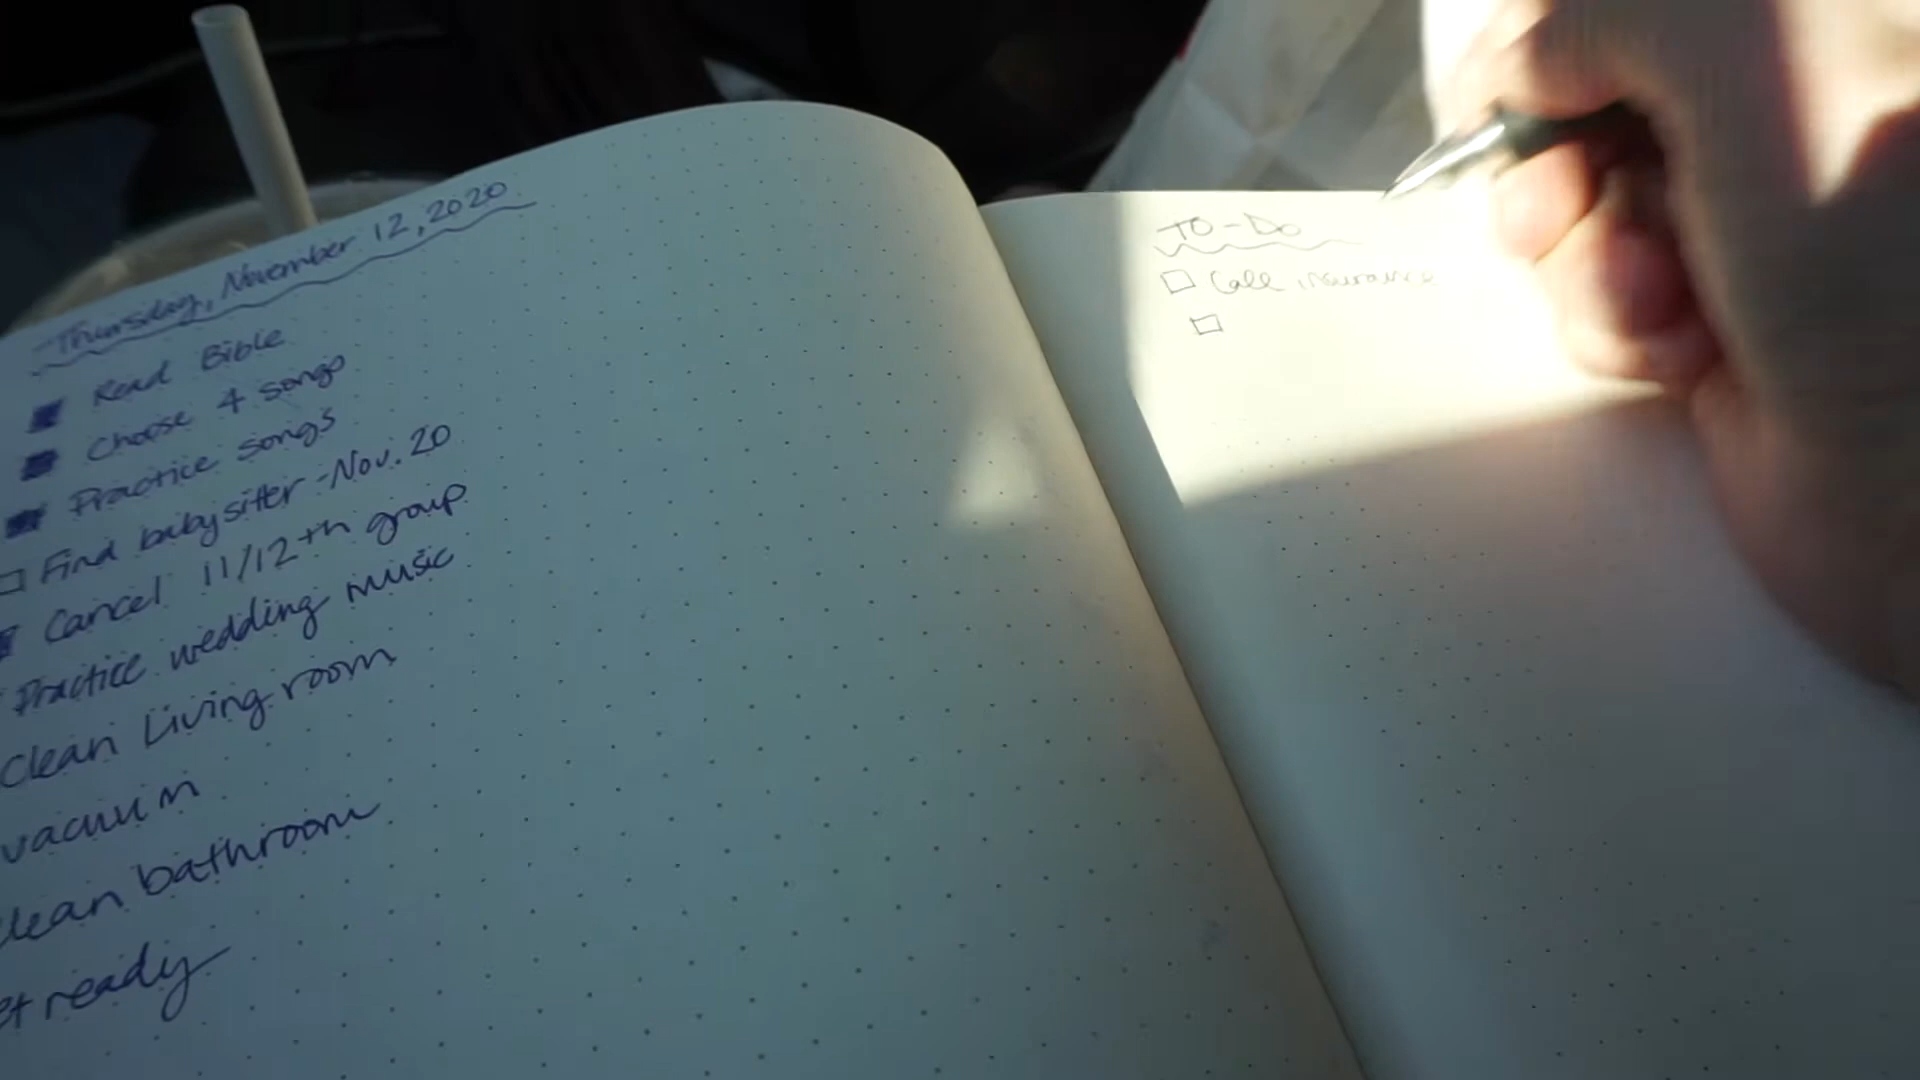 Thursday, November 12, 2020
Read Bible
Choose 4 songs
Practice songs
Find babysitter - Nov. 20
Cancel 11/12th group
Practice wedding music
Clean Living room
vacuum
lean bathroom
et ready
TO-DO
Call insurance